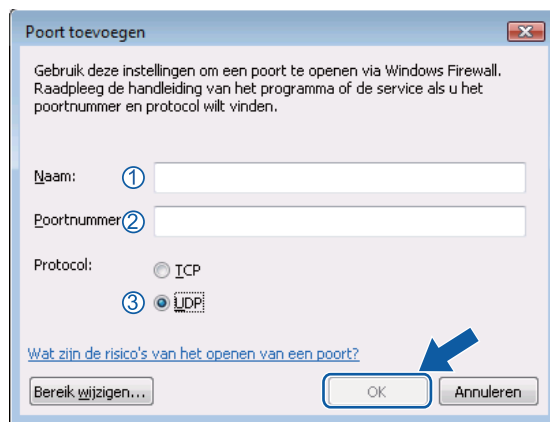 Poort toevoegen
Gebruik deze instellingen om een poort te openen via Windows Firewall.
Raadpleeg de handleiding van het programma of de service als u het
poortnummer en protocol wilt vinden.
Naam: 1
Poortnummer 2
Protocol:
TCP
3 UDP
Wat zijn de risico's van het openen van een poort?
Bereik wijzigen... OK Annuleren